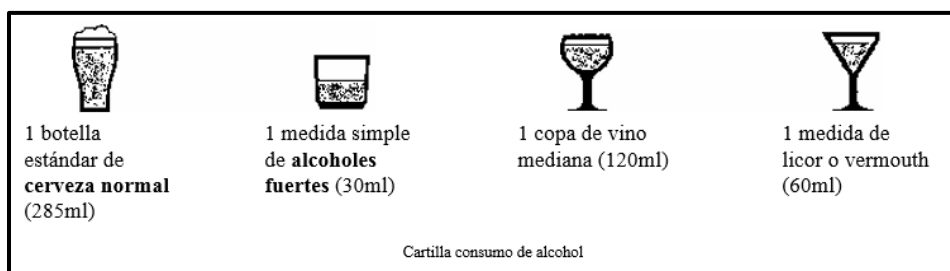 1 botella
estándar de
cerveza normal
(285ml)
1 medida simple
de alcoholes
fuertes (30ml)
1 copa de vino
mediana (120ml)
1 medida de
licor o vermouth
(60ml)
Cartilla consumo de alcohol